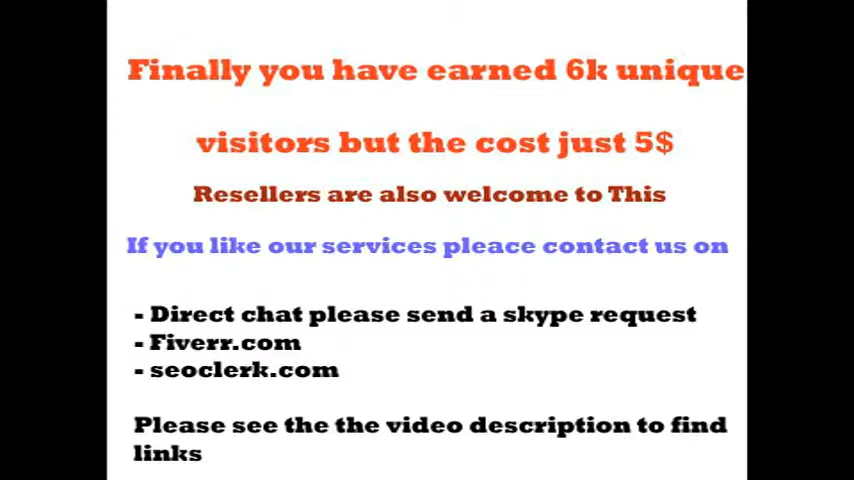 Finally you have earned 6k unique
visitors but the cost just 5$
Resellers are also welcome to This
If you like our services pleace contact us on
- Direct chat please send a skype request
- Fiverr.com
- seoclerk.com
Please see the the video description to find
links